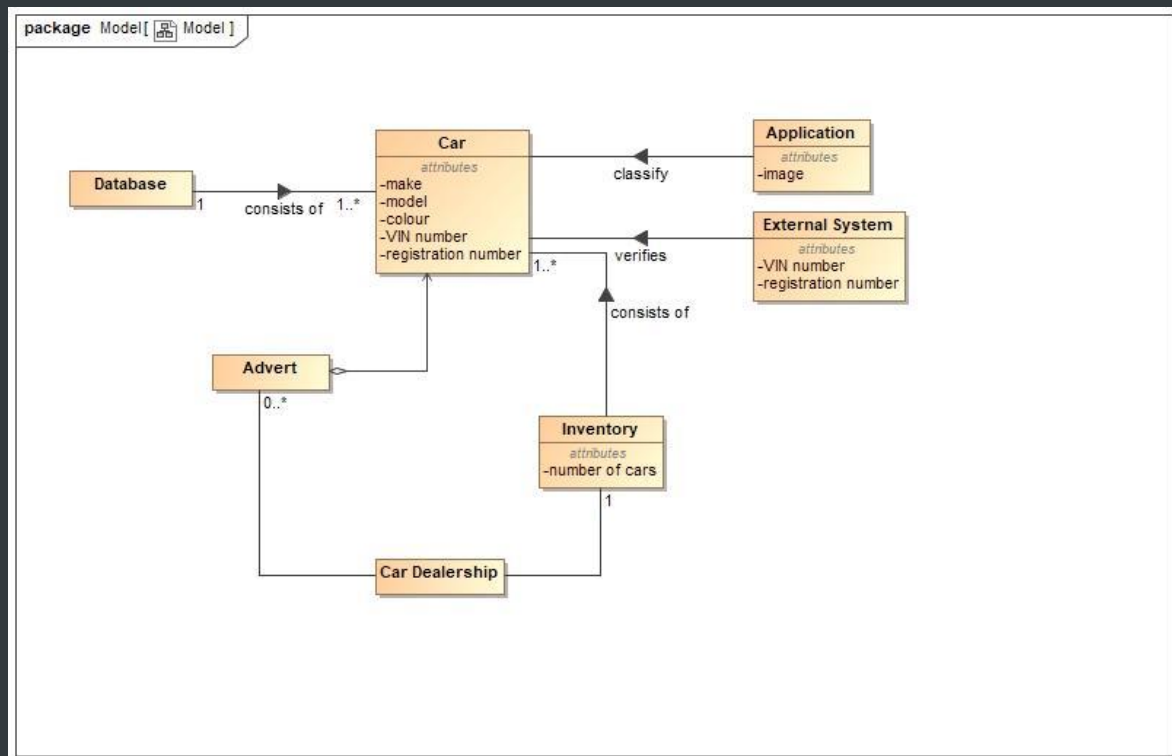 package Model[ Model ]
Car
attributes
-make
-model
-colour
-VIN number
-registration number
Application
attributes
-image
classify
Database
1
consists of
1..*
External System
attributes
-VIN number
-registration number
verifies
1..*
consists of
Advert
0..*
Inventory
attributes
-number of cars
1
Car Dealership